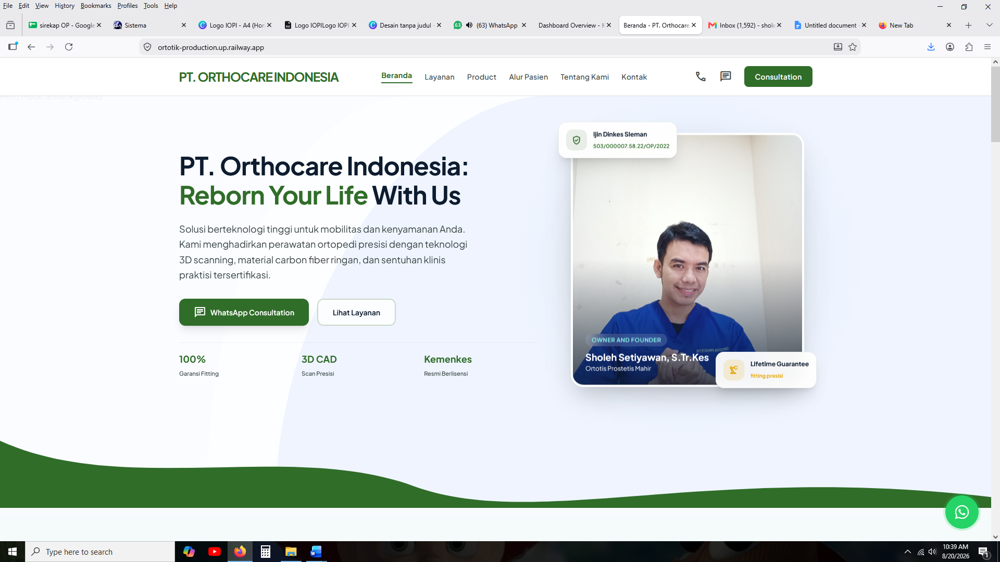 File Edit View History Bookmarks Profiles Tools Help
sirekap OP - Google
Sistema
Logo IOPI - A4 (Hor
Logo IOPILogo IOPI
Desain tanpa judul -
63 (63) WhatsApp
Dashboard Overview - K
Beranda - PT. Orthocare
Inbox (1,592) - shole
Untitled document -
New Tab
ortotik-production.up.railway.app
PT. ORTHOCARE INDONESIA
Beranda Layanan Product Alur Pasien Tentang Kami Kontak
Consultation
Hero Medical Background
Ijin Dinkes Sleman
503/000007.58.22/OP/2022
PT. Orthocare Indonesia:
Reborn Your Life With Us
Solusi berteknologi tinggi untuk mobilitas dan kenyamanan Anda.
Kami menghadirkan perawatan ortopedi presisi dengan teknologi
3D scanning, material carbon fiber ringan, dan sentuhan klinis
praktisi tersertifikasi.
WhatsApp Consultation
Lihat Layanan
100%
Garansi Fitting
3D CAD
Scan Presisi
Kemenkes
Resmi Berlisensi
OWNER AND FOUNDER
Sholeh Setiyawan, S.Tr.Kes
Ortotis Prostetis Mahir
Lifetime Guarantee
fitting presisi
Type here to search
10:39 AM
8/20/2026
1